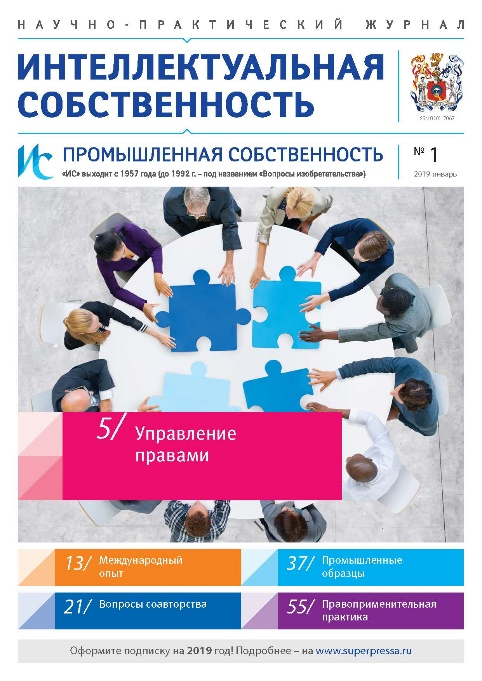 НАУЧНО-ПРАКТИЧЕСКИЙ ЖУРНАЛ
ИНТЕЛЛЕКТУАЛЬНАЯ
СОБСТВЕННОСТЬ
ИС ПРОМЫШЛЕННАЯ СОБСТВЕННОСТЬ
«ИС» выходит с 1957 года (до 1992 г. – под названием «Вопросы изобретательства»)
№ 1
2019 январь
5/ Управление
правами
13/ Международный
опыт
37/ Промышленные
образцы
21/ Вопросы соавторства
55/ Правоприменительная
практика
Оформите подписку на 2019 год! Подробнее – на www.superpressa.ru